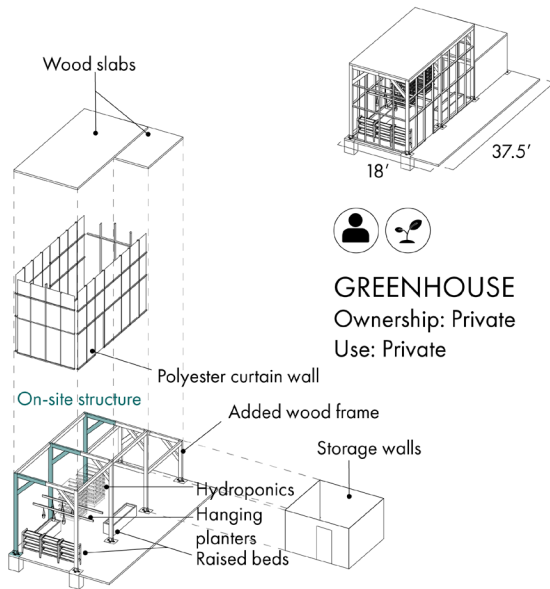 Wood slabs
37.5'
18'
GREENHOUSE
Ownership: Private
Use: Private
Polyester curtain wall
On-site structure
Added wood frame
Storage walls
Hydroponics
Hanging
planters
Raised beds